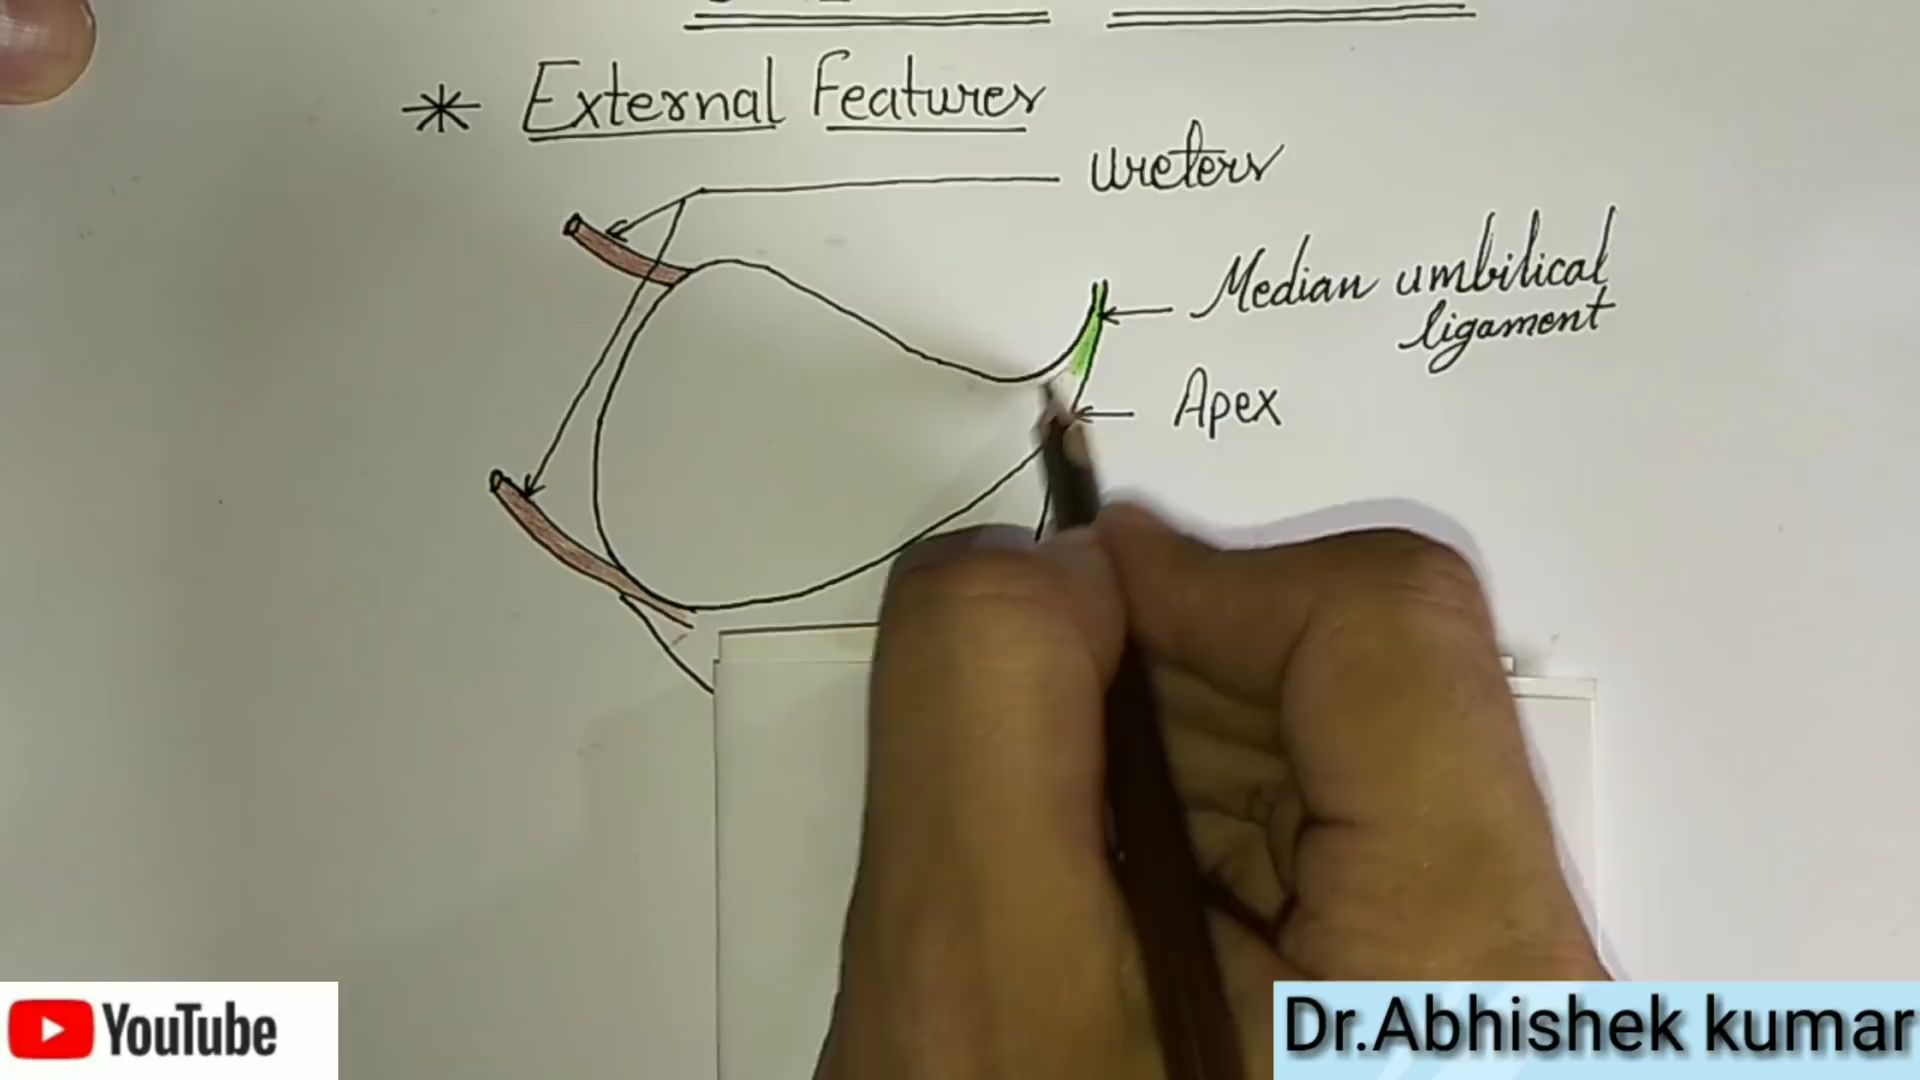 * External Features
ureters
Median umbilical
ligament
Apex
YouTube
Dr.Abhishek kumar